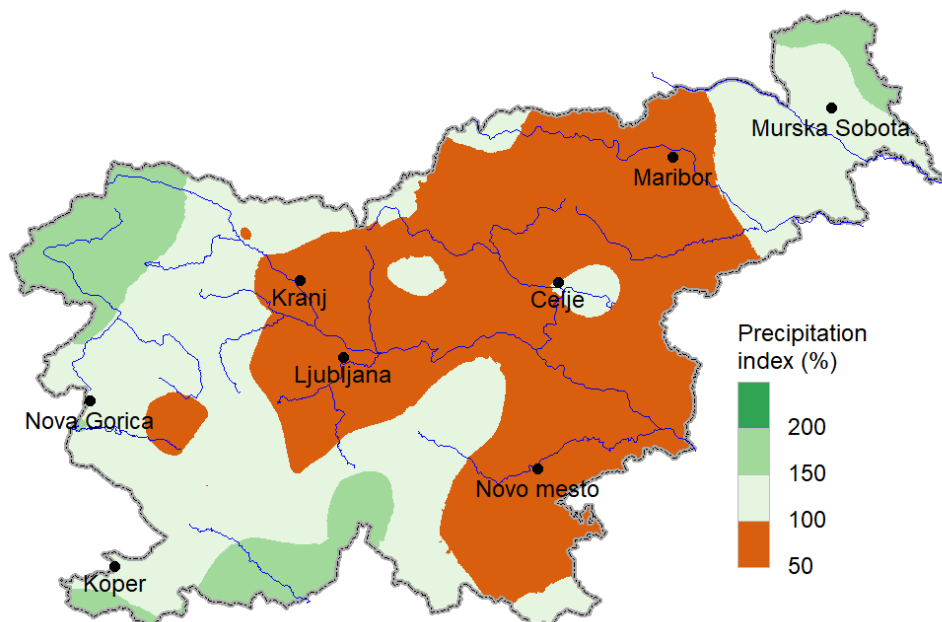 Murska Sobota
Maribor
Kranj
Celje
Ljubljana
Nova Gorica
Novo mesto
Koper
Precipitation
index (%)
200
150
100
50